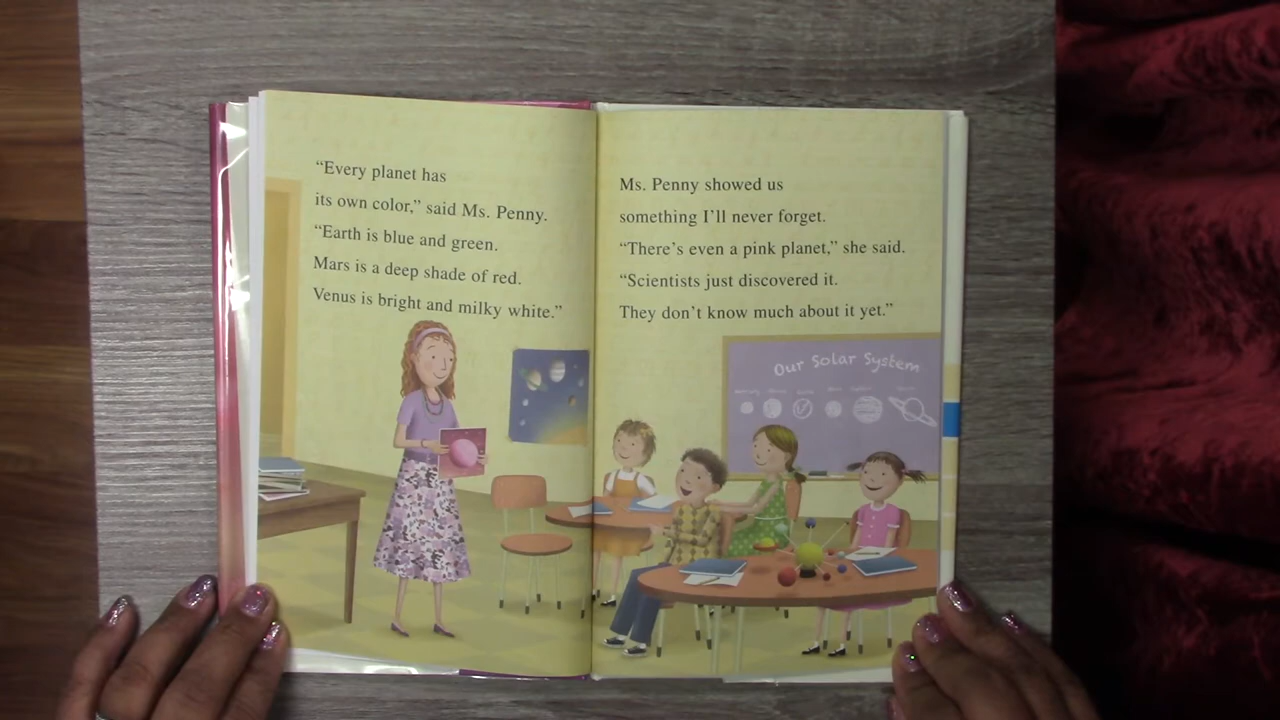 “Every planet has
its own color,” said Ms. Penny.
“Earth is blue and green.
Mars is a deep shade of red.
Venus is bright and milky white.”
Ms. Penny showed us
something I’ll never forget.
“There’s even a pink planet,” she said.
“Scientists just discovered it.
They don’t know much about it yet.”
Our Solar System